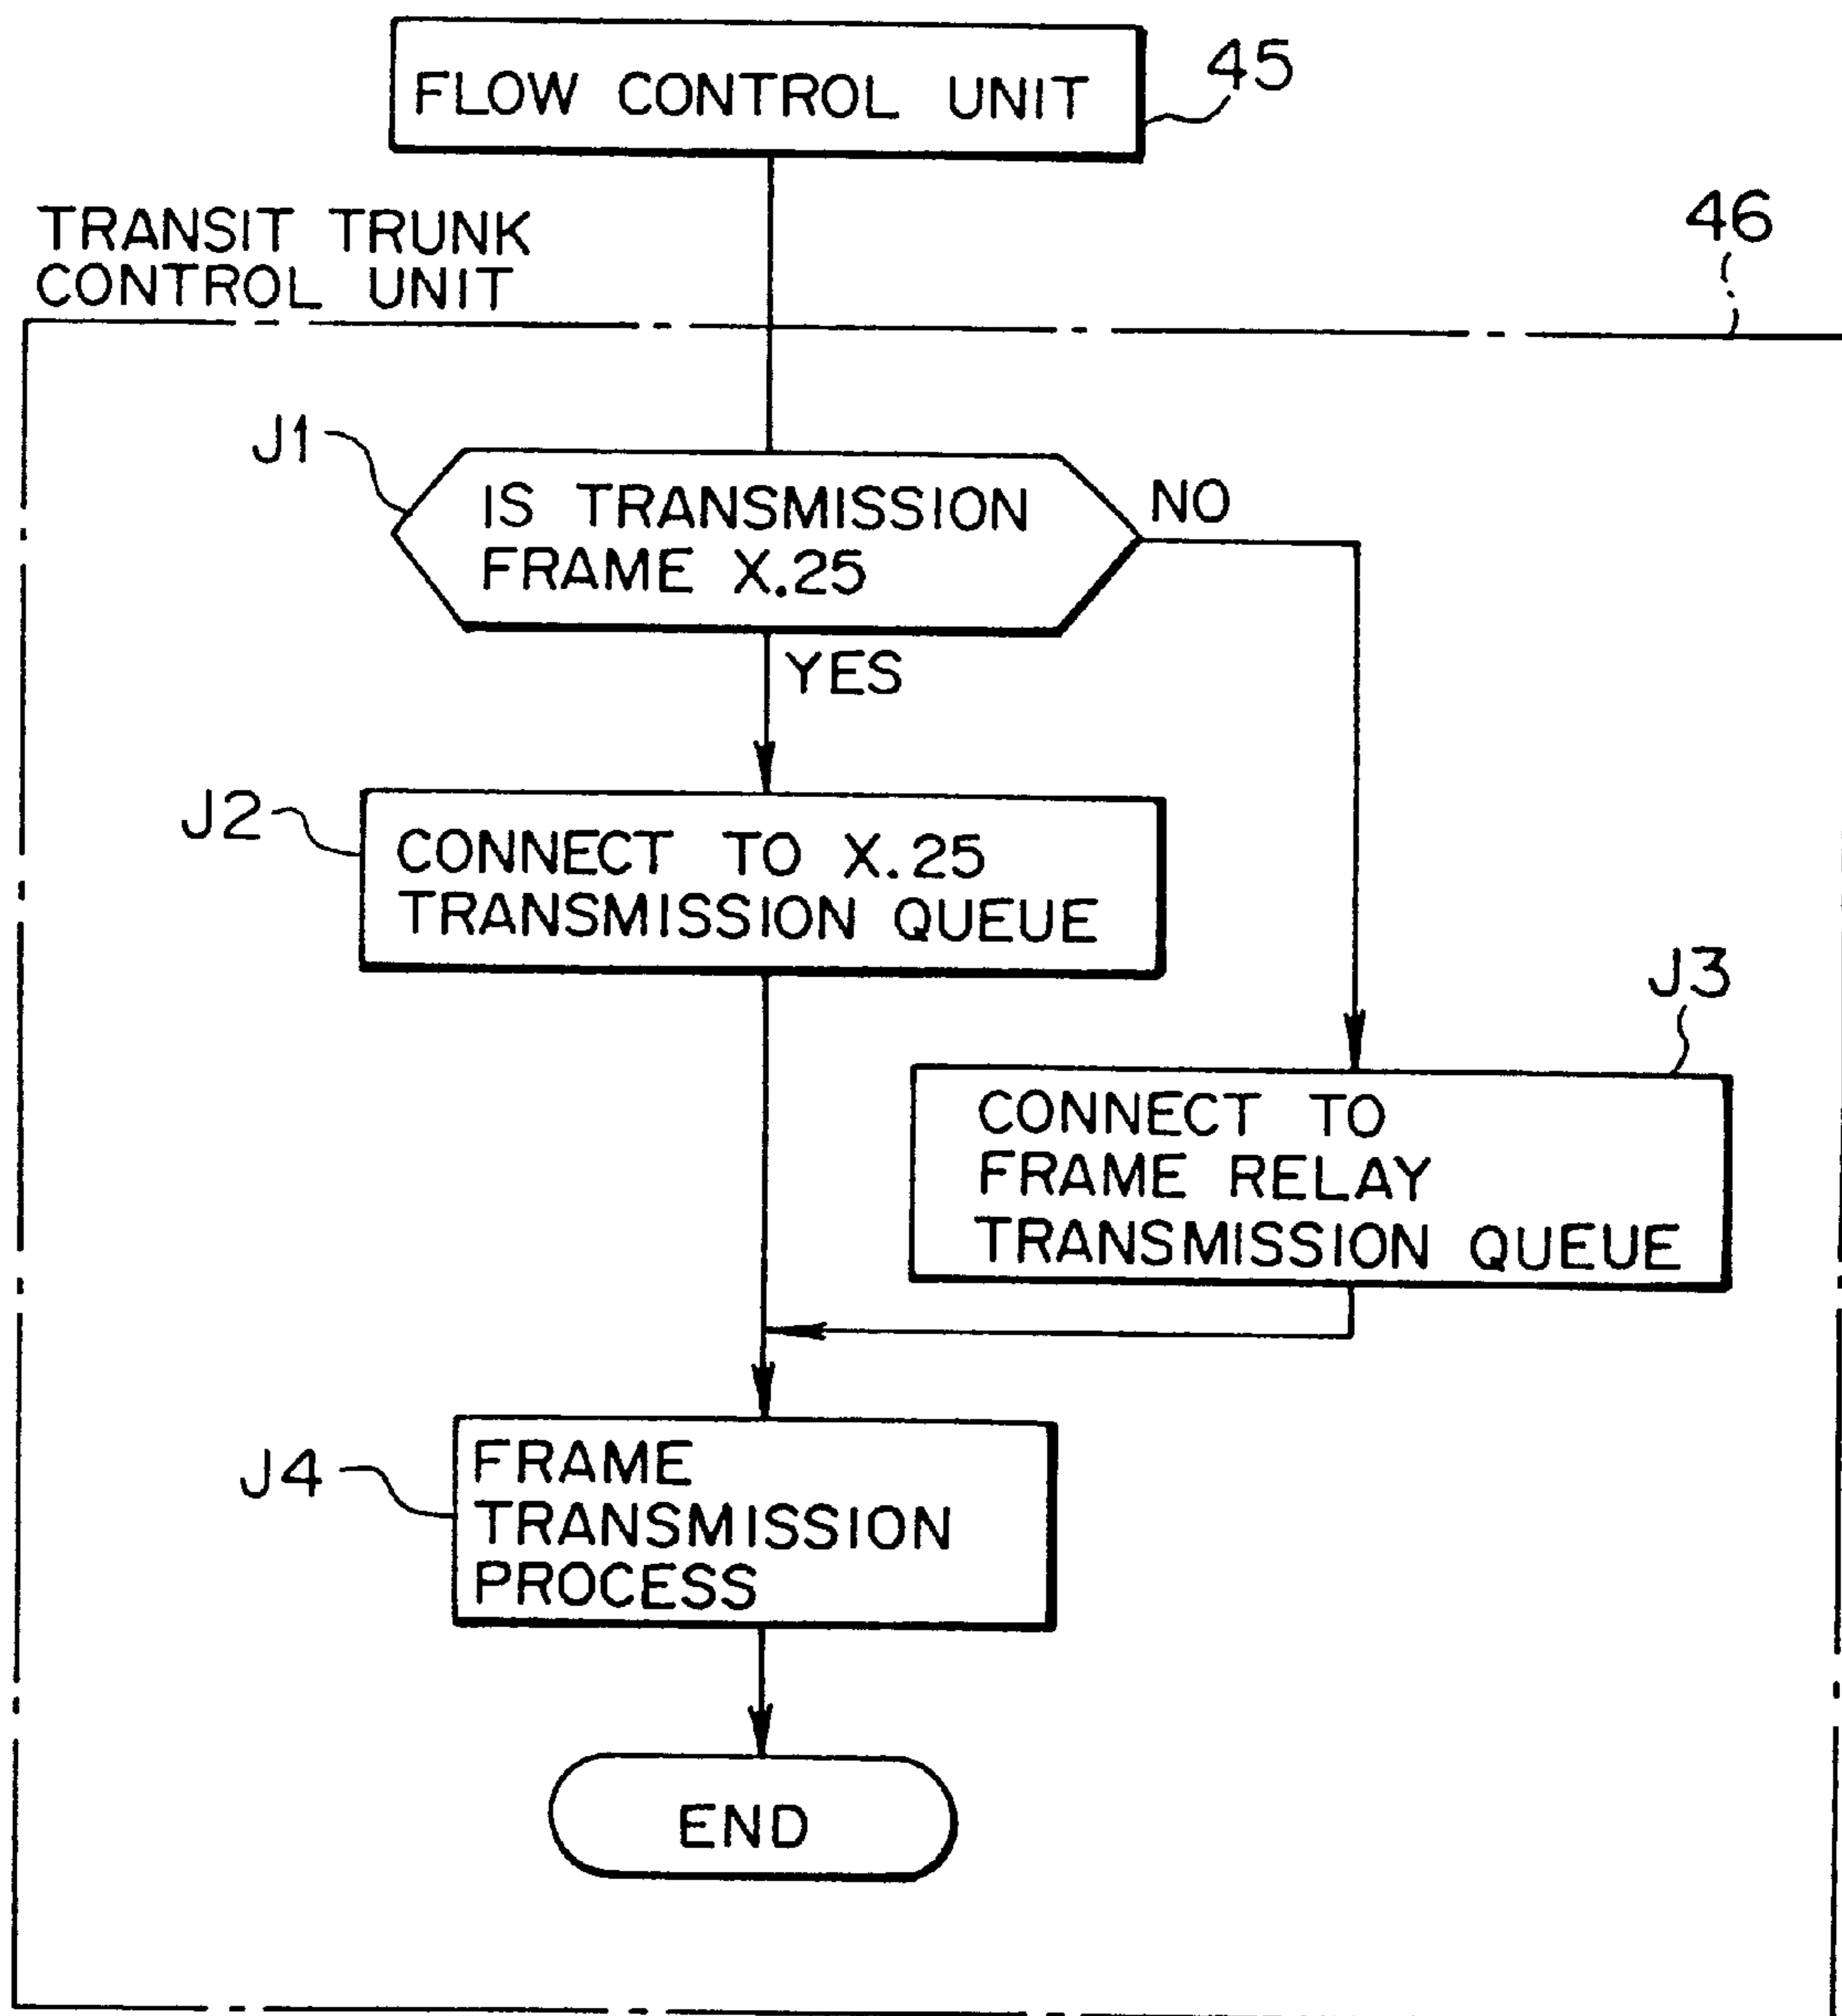 FLOW CONTROL UNIT
45
TRANSIT TRUNK
CONTROL UNIT
46
J1
IS TRANSMISSION
FRAME X.25
NO
YES
J2
CONNECT TO X.25
TRANSMISSION QUEUE
J3
CONNECT TO
FRAME RELAY
TRANSMISSION QUEUE
J4
FRAME
TRANSMISSION
PROCESS
END